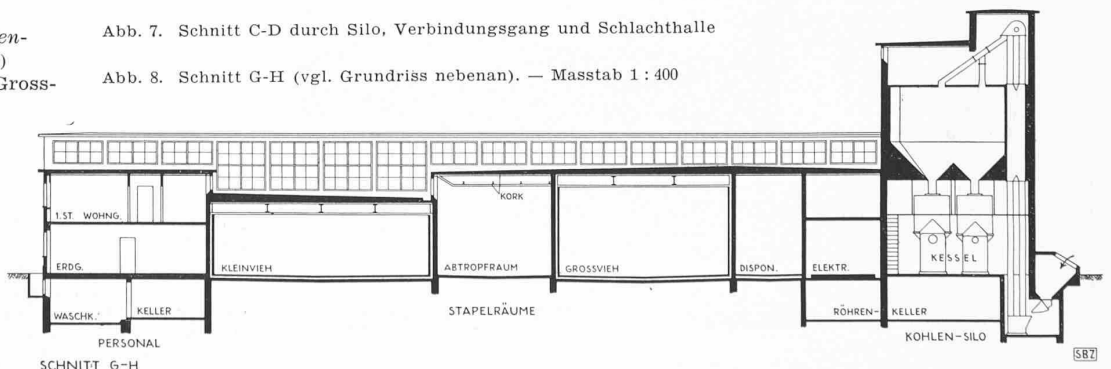 en-
)
Gross-
Abb. 7. Schnitt C-D durch Silo, Verbindungsgang und Schlachthalle
Abb. 8. Schnitt G-H (vgl. Grundriss nebenan). — Masstab 1 : 400
KORK
1. ST. WOHNG.
ERDG.
KLEINVIEH
ABTROPFRAUM
GROSSVIEH
DISPON.
ELEKTR.
KESSEL
WASCHK.
KELLER
STAPELRÄUME
RÖHREN-KELLER
PERSONAL
KOHLEN-SILO
SCHNITT G-H
SBZ